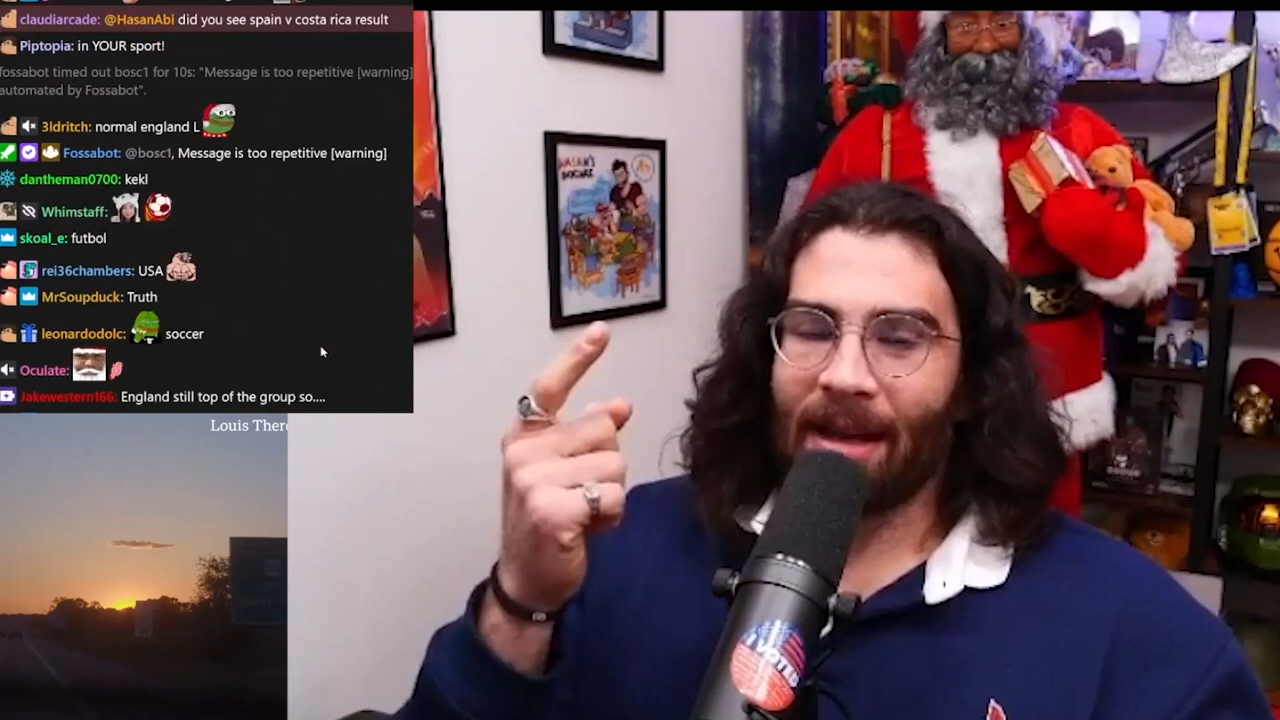 claudiarcade: @HasanAbi did you see spain v costa rica result
Piptopia: in YOUR sport!
fossabot timed out bosc1 for 10s: "Message is too repetitive [warning]
automated by Fossabot".
3ldritch: normal england L
Fossabot: @bosc1, Message is too repetitive [warning]
dantheman0700: kekl
Whimstaff:
skoal_e: futbol
rei36chambers: USA
MrSoupduck: Truth
leonardodolc: soccer
Oculate:
Jakewestern166: England still top of the group so....
Louis Ther
HASAN'S
I VOTED